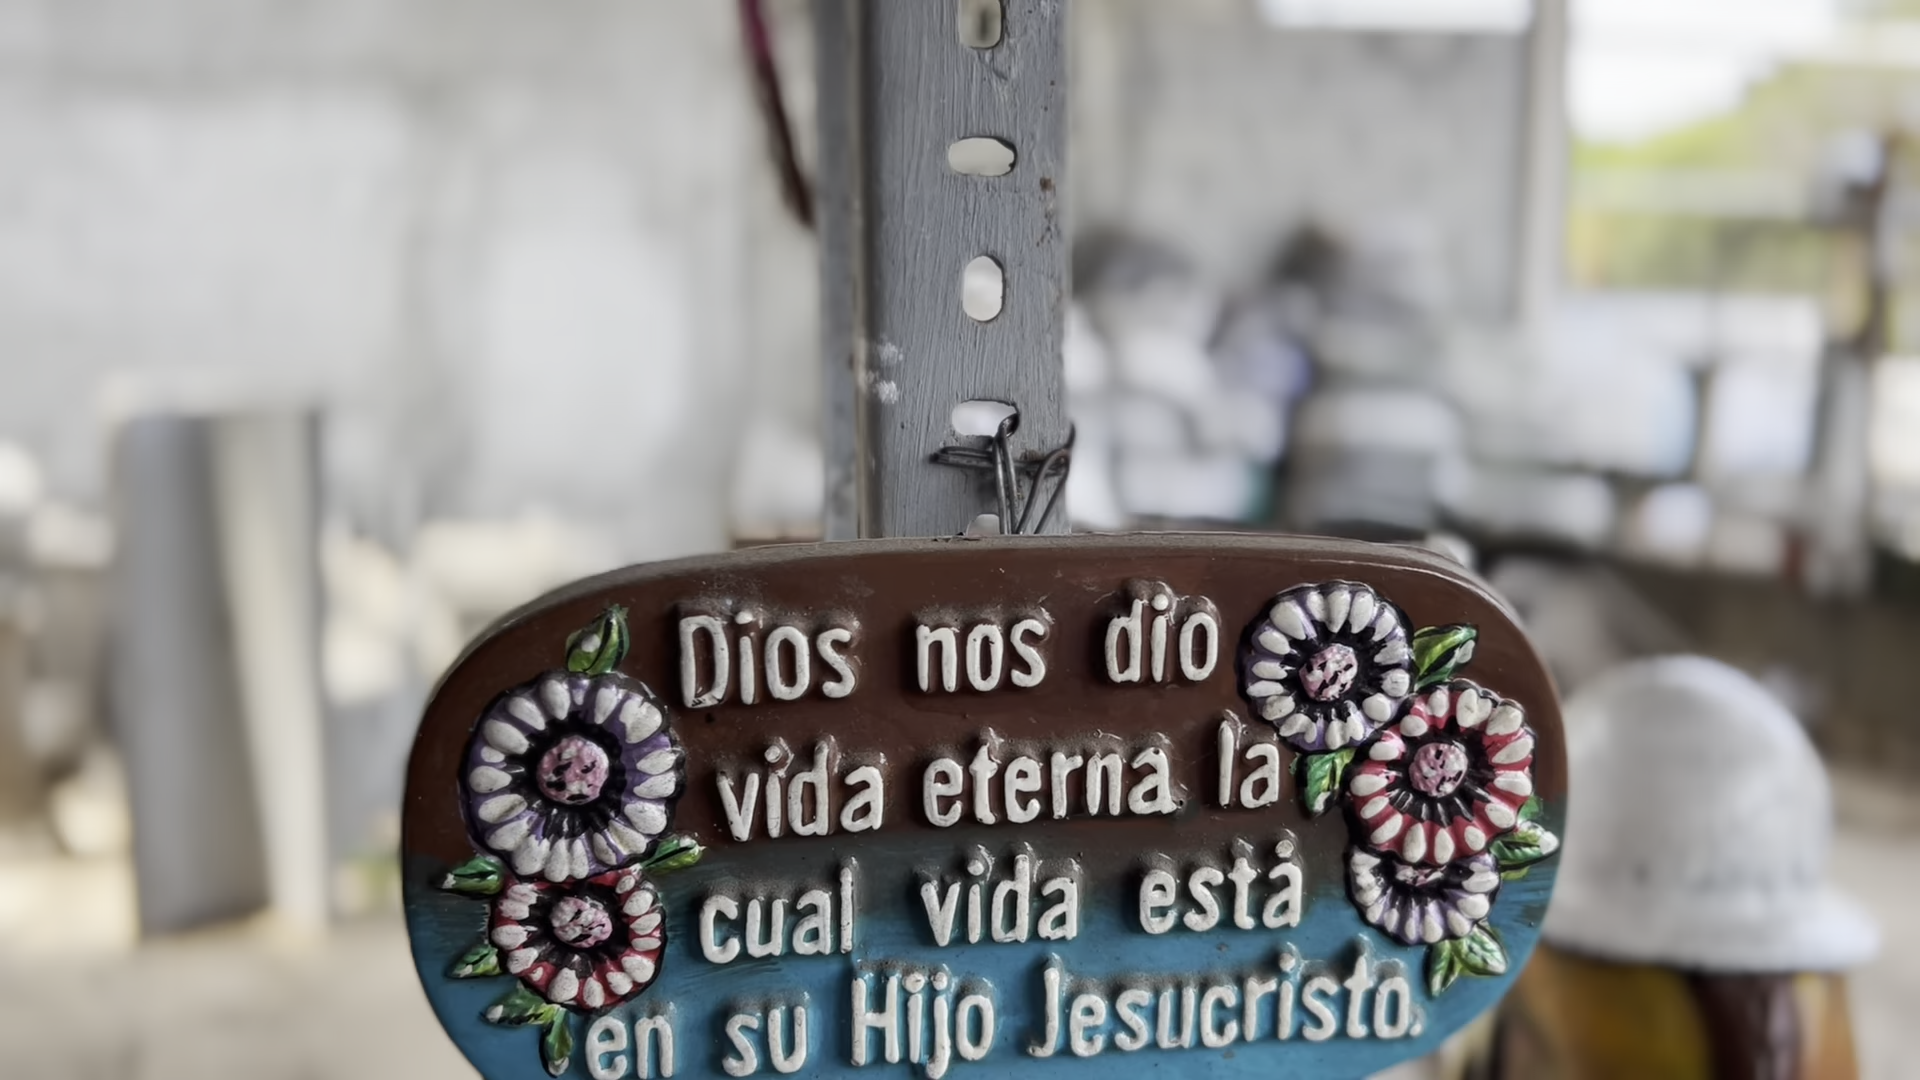 Dios nos dio
vida eterna la
cual vida está
en su Hijo Jesucristo.